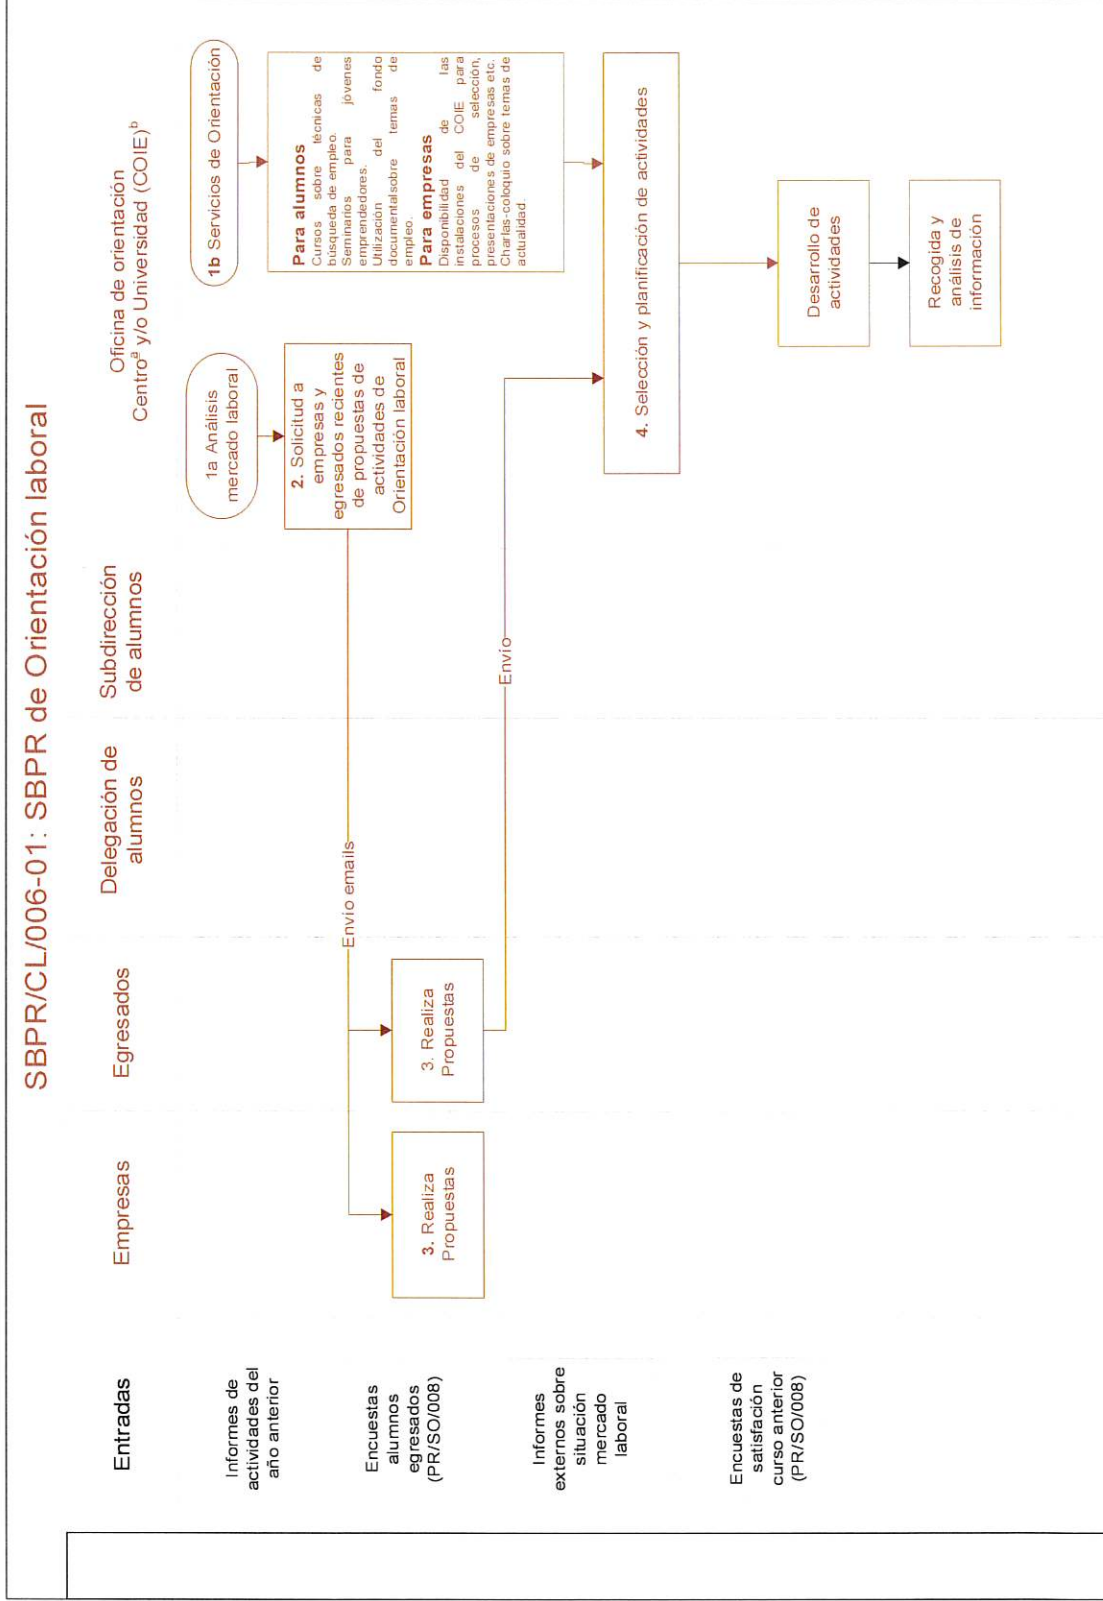 SBPR/CL/006-01: SBPR de Orientación laboral
Entradas
Empresas
Egresados
Delegación de
alumnos
Subdirección
de alumnos
Oficina de orientación
Centroª y/o Universidad (COIE)ᵇ
Informes de
actividades del
año anterior
Encuestas
alumnos
egresados
(PR/SO/008)
Informes
externos sobre
situación
mercado
laboral
Encuestas de
satisfacción
curso anterior
(PR/SO/008)
1a Análisis
mercado laboral
1b Servicios de Orientación
2. Solicitud a
empresas y
egresados recientes
de propuestas de
actividades de
Orientación laboral
Para alumnos
Cursos sobre técnicas de
búsqueda de empleo.
Seminarios para jóvenes
emprendedores.
Utilización del fondo
documentalsobre temas de
empleo.
Para empresas
Disponibilidad de las
instalaciones del COIE para
procesos de selección,
presentaciones de empresas etc.
Charlas-coloquio sobre temas de
actualidad.
Envio emails
3. Realiza
Propuestas
3. Realiza
Propuestas
Envío
4. Selección y planificación de actividades
Desarrollo de
actividades
Recogida y
análisis de
información